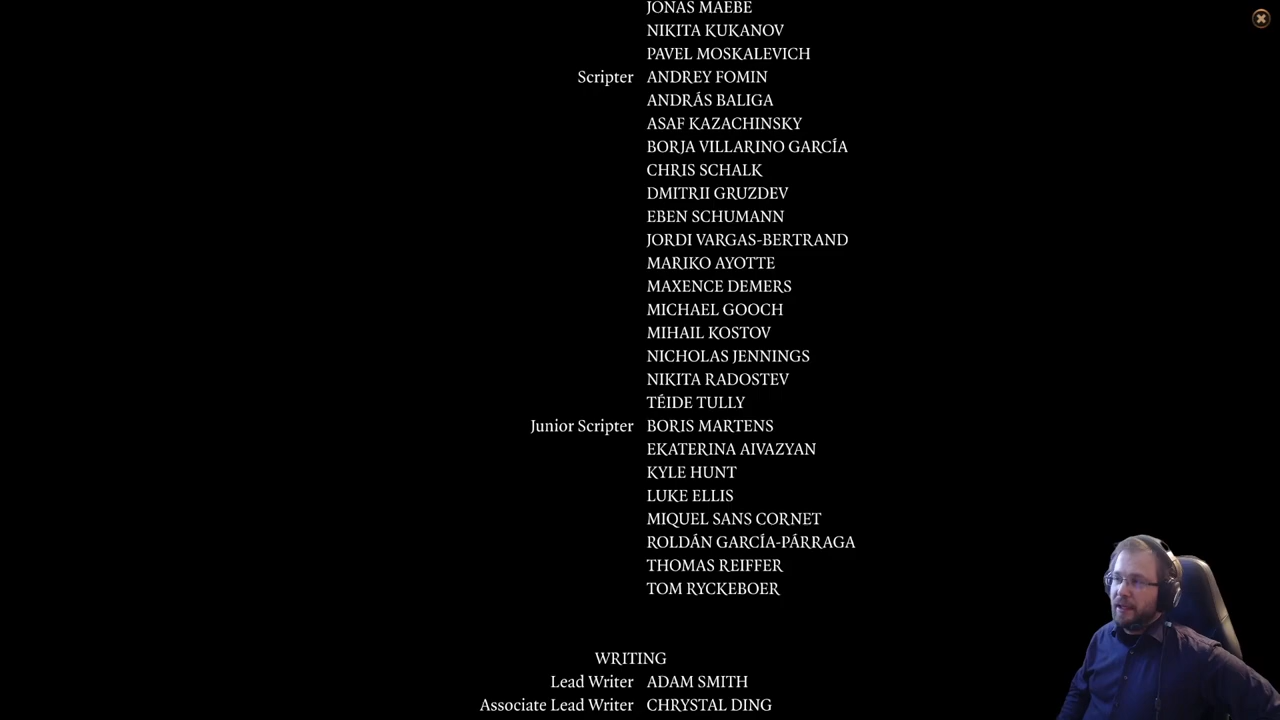 JONAS MAEBE
NIKITA KUKANOV
PAVEL MOSKALEVICH
Scripter ANDREY FOMIN
ANDRÁS BALIGA
ASAF KAZACHINSKY
BORJA VILLARINO GARCÍA
CHRIS SCHALK
DMITRII GRUZDEV
EBEN SCHUMANN
JORDI VARGAS-BERTRAND
MARIKO AYOTTE
MAXENCE DEMERS
MICHAEL GOOCH
MIHAIL KOSTOV
NICHOLAS JENNINGS
NIKITA RADOSTEV
TÉIDE TULLY
Junior Scripter BORIS MARTENS
EKATERINA AIVAZYAN
KYLE HUNT
LUKE ELLIS
MIQUEL SANS CORNET
ROLDÁN GARCÍA-PÁRRAGA
THOMAS REIFFER
TOM RYCKEBOER
WRITING
Lead Writer ADAM SMITH
Associate Lead Writer CHRYSTAL DING